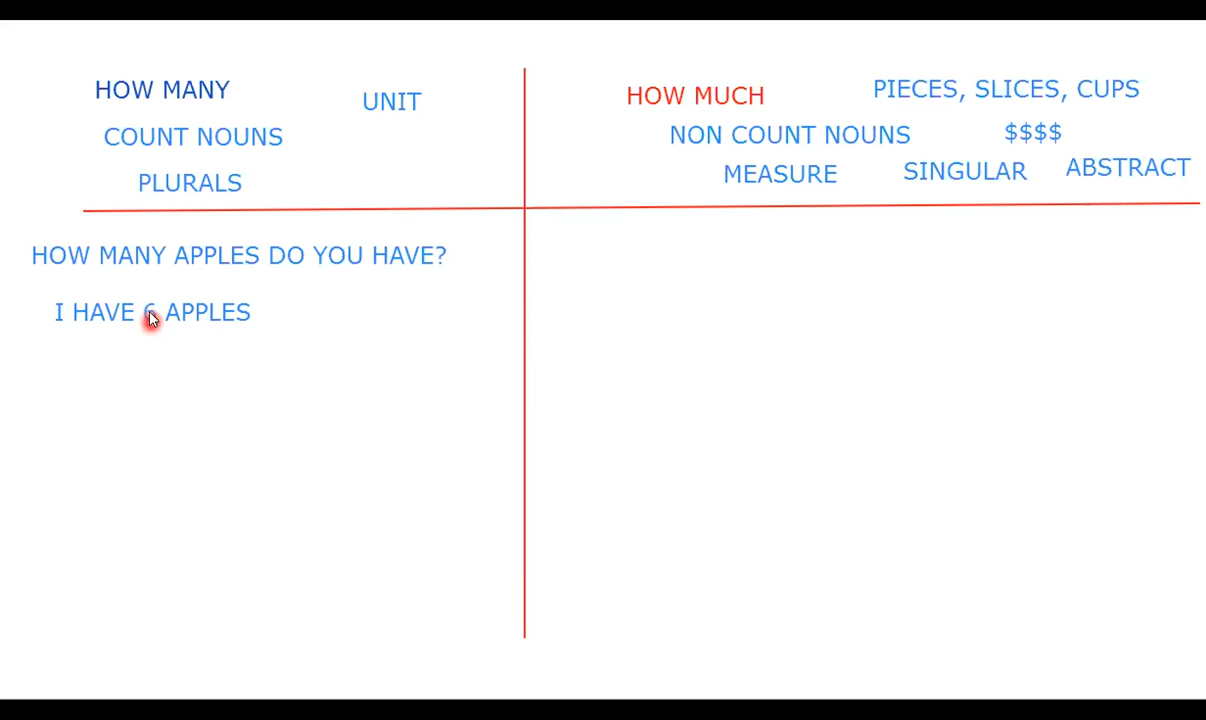 HOW MANY
UNIT
COUNT NOUNS
PLURALS
HOW MUCH
PIECES, SLICES, CUPS
NON COUNT NOUNS
$$$$
MEASURE
SINGULAR
ABSTRACT
HOW MANY APPLES DO YOU HAVE?
I HAVE 6 APPLES